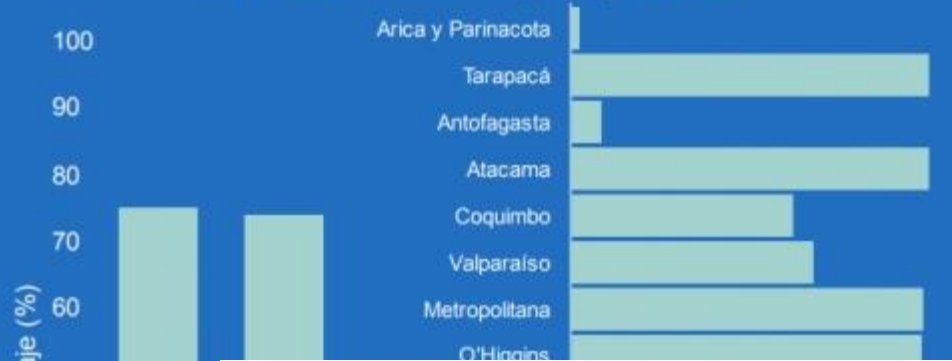 100
90
80
70
60
(%)
Arica y Parinacota
Tarapacá
Antofagasta
Atacama
Coquimbo
Valparaíso
Metropolitana
O'Higgins